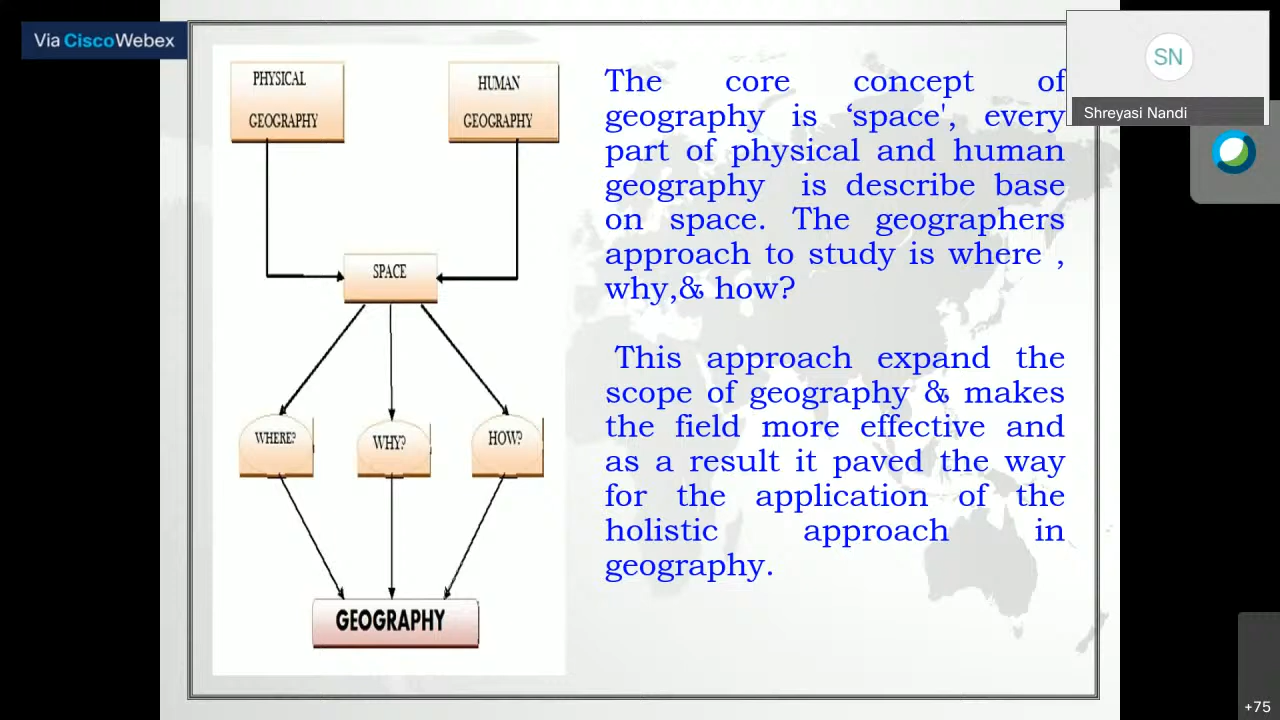 Via CiscoWebex
PHYSICAL
GEOGRAPHY
HUMAN
GEOGRAPHY
SPACE
WHERE?
WHY?
HOW?
GEOGRAPHY
The core concept of
geography is ‘space', every
part of physical and human
geography is describe base
on space. The geographers
approach to study is where ,
why,& how?
This approach expand the
scope of geography & makes
the field more effective and
as a result it paved the way
for the application of the
holistic approach in
geography.
SN
Shreyasi Nandi
+75